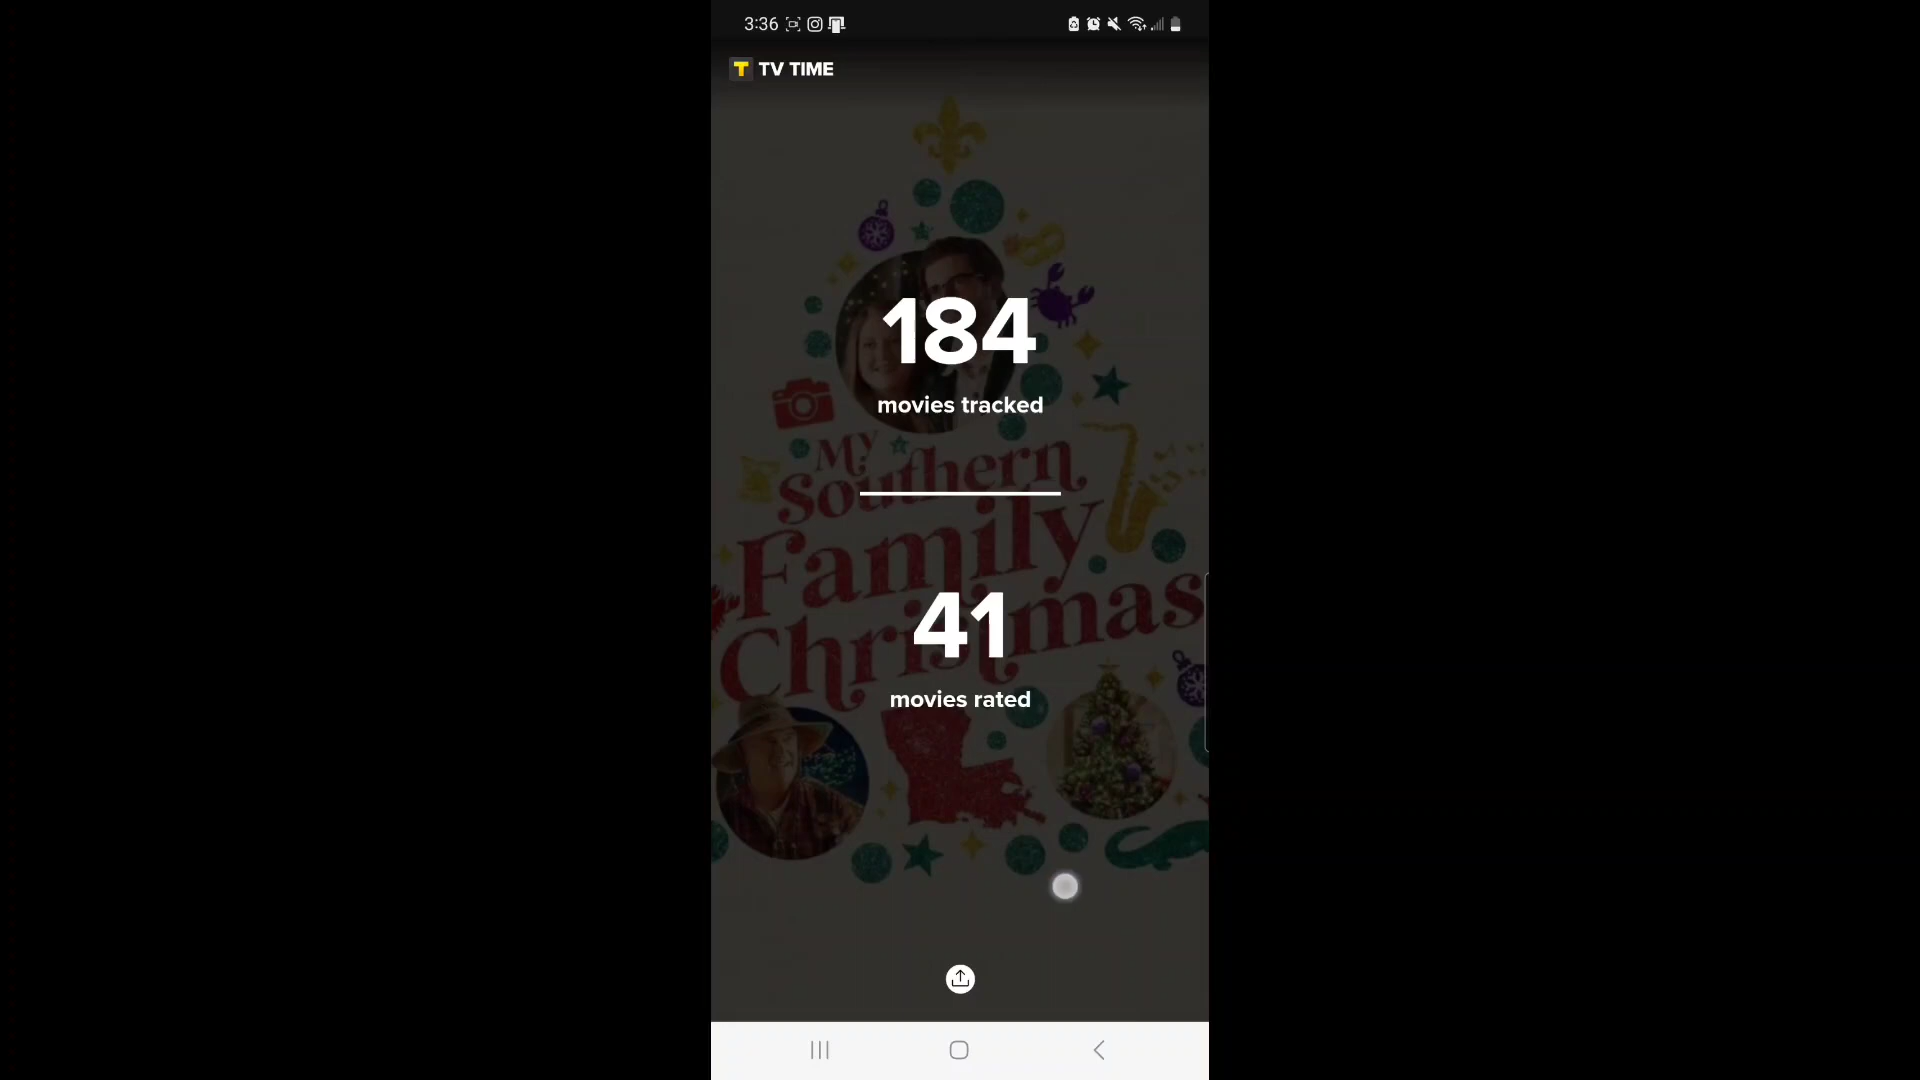 3:36
T TV TIME
184
movies tracked
My
Southern
Family
Christmas
41
movies rated